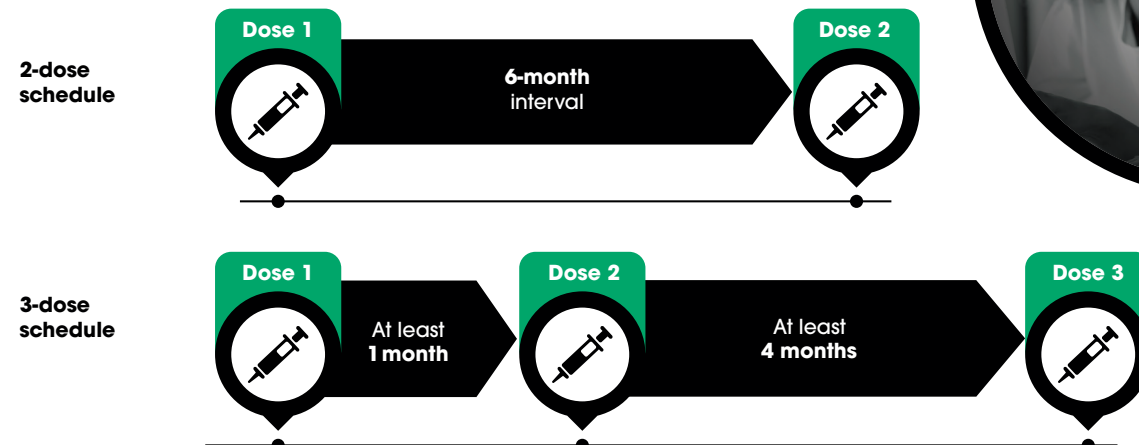 Dose 1
Dose 2
2-dose
schedule
6-month
interval
Dose 1
Dose 2
Dose 3
3-dose
schedule
At least
1 month
At least
4 months